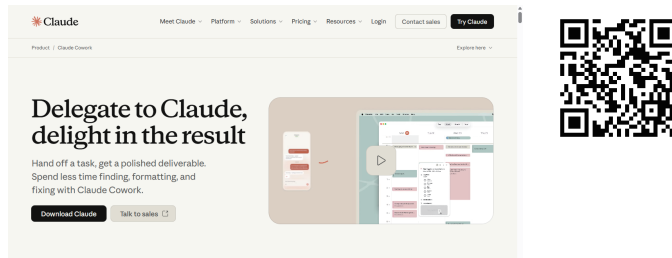 Claude
Meet Claude Platform Solutions Pricing Resources Login Contact sales Try Claude
Product / Claude Cowork Explore here
Delegate to Claude,
delight in the result
Hand off a task, get a polished deliverable.
Spend less time finding, formatting, and
fixing with Claude Cowork.
Download Claude Talk to sales